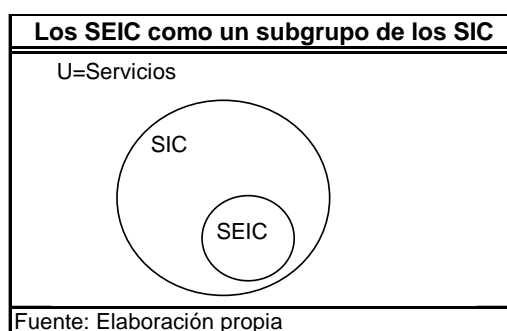 Los SEIC como un subgrupo de los SIC
U=Servicios
SIC
SEIC
Fuente: Elaboración propia